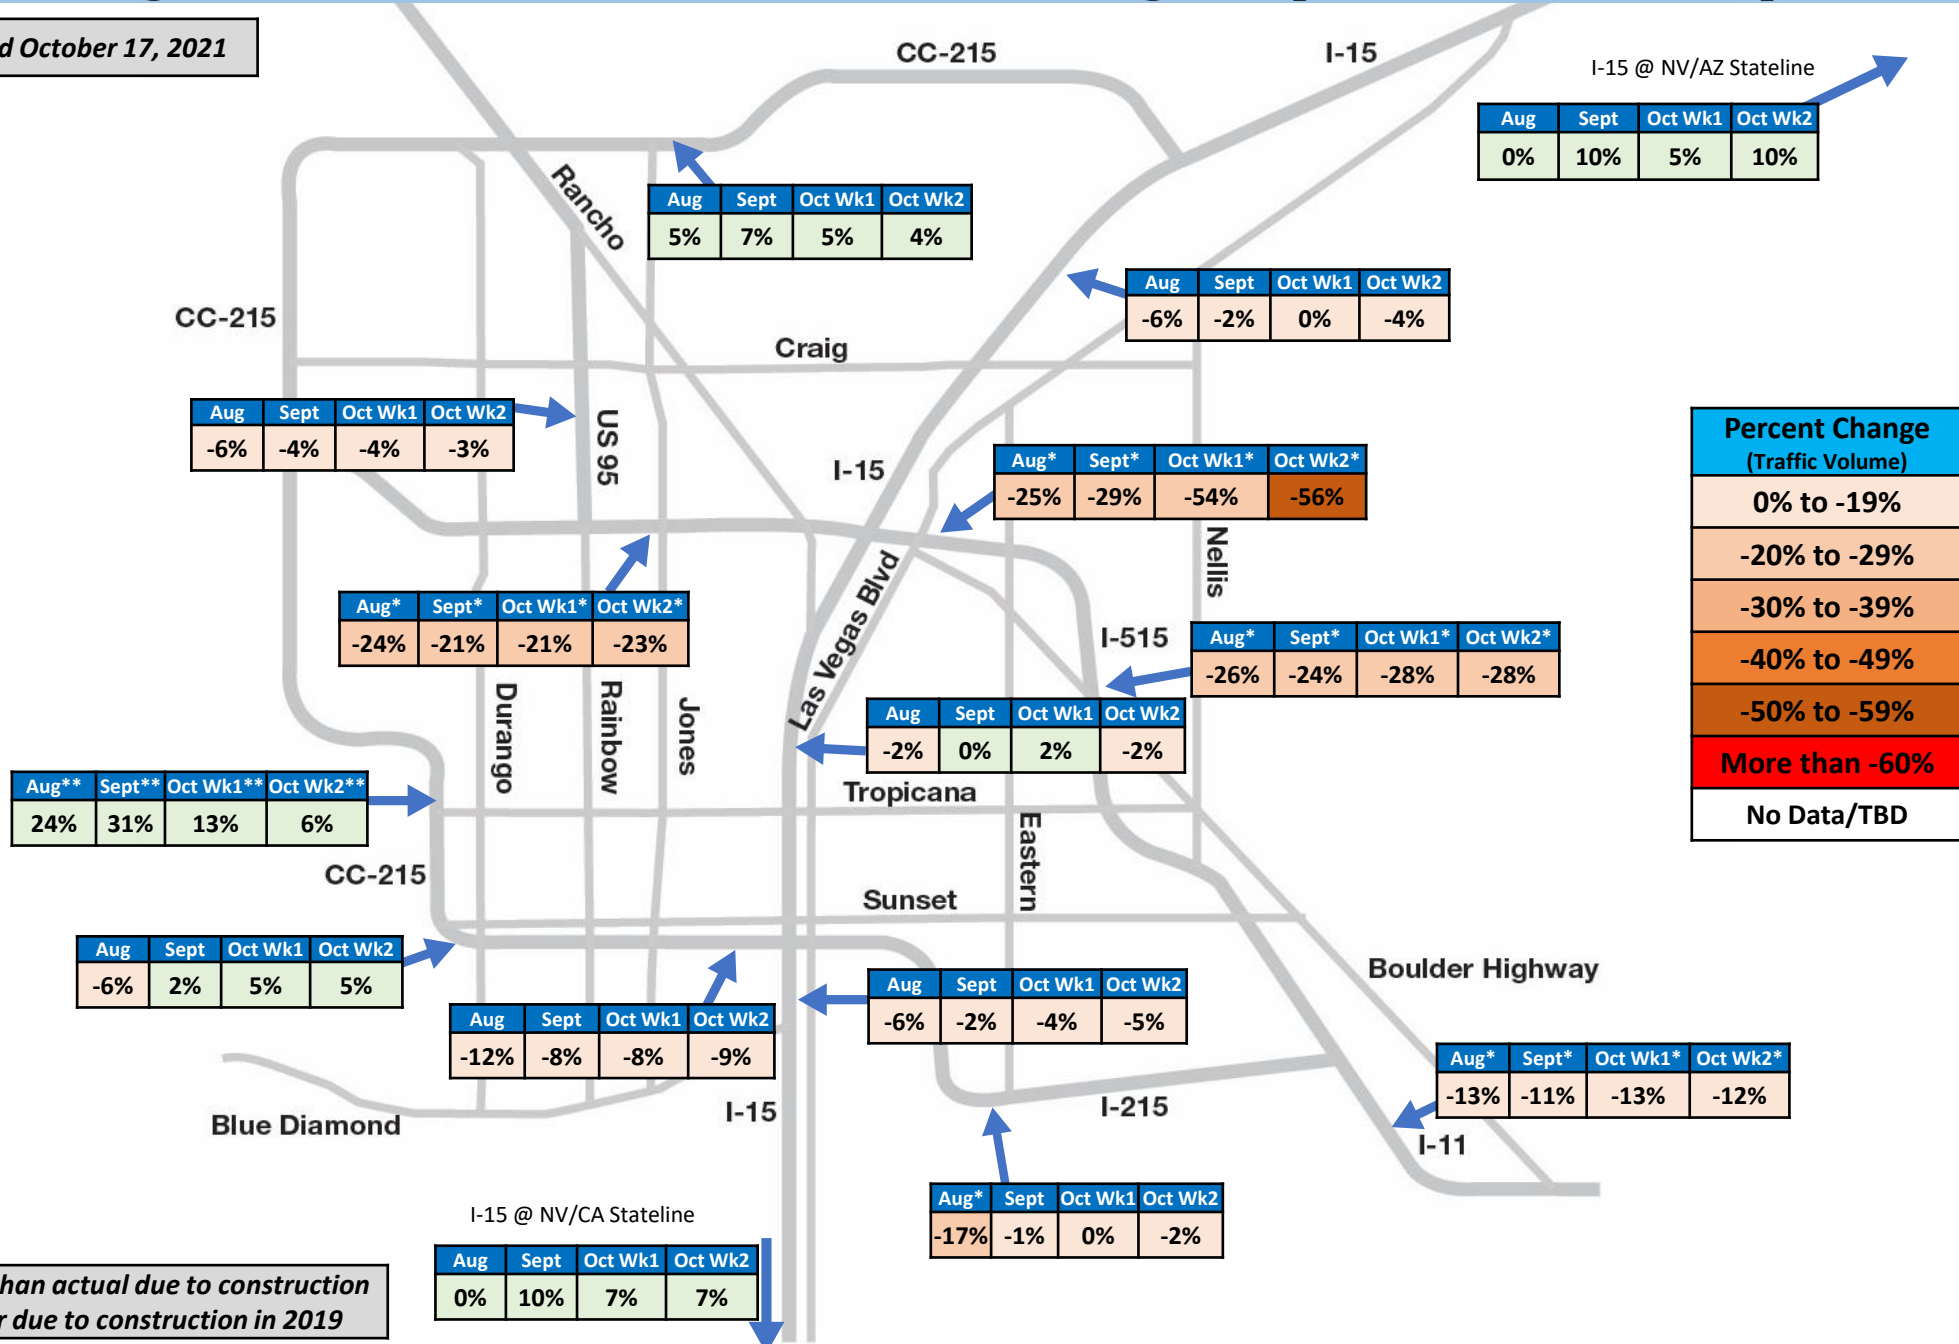 d October 17, 2021
CC-215
I-15
I-15 @ NV/AZ Stateline
Aug Sept Oct Wk1 Oct Wk2
0% 10% 5% 10%
Rancho
Aug Sept Oct Wk1 Oct Wk2
5% 7% 5% 4%
Aug Sept Oct Wk1 Oct Wk2
-6% -2% 0% -4%
CC-215
Craig
Aug Sept Oct Wk1 Oct Wk2
-6% -4% -4% -3%
US 95
I-15
Aug* Sept* Oct Wk1* Oct Wk2*
-25% -29% -54% -56%
Percent Change
(Traffic Volume)
0% to -19%
-20% to -29%
-30% to -39%
-40% to -49%
-50% to -59%
More than -60%
No Data/TBD
Nellis
Las Vegas Blvd
Aug* Sept* Oct Wk1* Oct Wk2*
-24% -21% -21% -23%
I-515
Aug* Sept* Oct Wk1* Oct Wk2*
-26% -24% -28% -28%
Durango
Rainbow
Jones
Aug Sept Oct Wk1 Oct Wk2
-2% 0% 2% -2%
Aug** Sept** Oct Wk1** Oct Wk2**
24% 31% 13% 6%
Tropicana
Eastern
CC-215
Sunset
Aug Sept Oct Wk1 Oct Wk2
-6% 2% 5% 5%
Boulder Highway
Aug Sept Oct Wk1 Oct Wk2
-12% -8% -8% -9%
Aug Sept Oct Wk1 Oct Wk2
-6% -2% -4% -5%
Aug* Sept* Oct Wk1* Oct Wk2*
-13% -11% -13% -12%
Blue Diamond
I-15
I-215
I-11
Aug* Sept Oct Wk1 Oct Wk2
-17% -1% 0% -2%
I-15 @ NV/CA Stateline
Aug Sept Oct Wk1 Oct Wk2
0% 10% 7% 7%
han actual due to construction
r due to construction in 2019